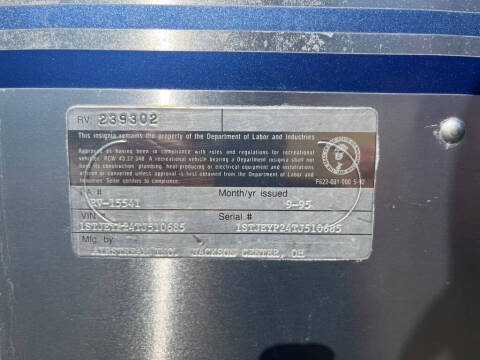 RV 239302
This insignia remains the property of the Department of Labor and Industries
Approved as having been in compliance with rules and regulations for recreational
vehicles RCW 43.22.340. A recreational vehicle bearing a Department insignia shall not
have its construction, plumbing, heat-producing or electrical equipment and installations
altered or converted unless approval is first obtained from the Department of Labor and
Industries. Seller certifies to compliance.
F622-001-000 5-92
P.A.# Month/yr issued
RV-15541 9-95
VIN Serial #
1STJEYP24TJ510685 1STJEYP24TJ510685
Mfg. by
AIRSTREAM INC. JACKSON CENTER, OH